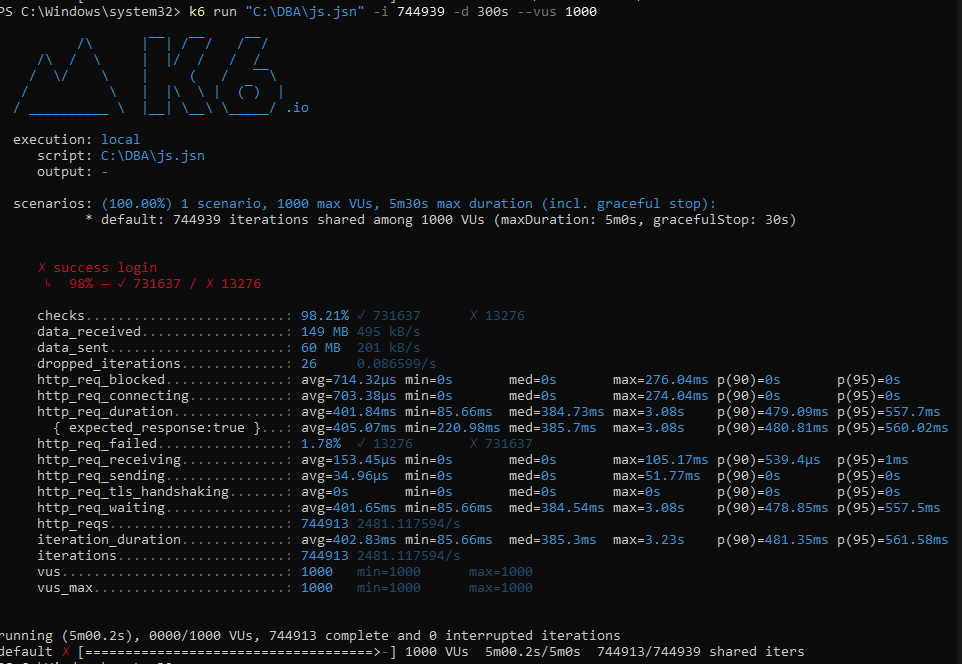 PS C:\Windows\system32> k6 run "C:\DBA\js.jsn" -i 744939 -d 300s --vus 1000
.io
execution: local
script: C:\DBA\js.jsn
output: -
scenarios: (100.00%) 1 scenario, 1000 max VUs, 5m30s max duration (incl. graceful stop):
* default: 744939 iterations shared among 1000 VUs (maxDuration: 5m0s, gracefulStop: 30s)
✗ success login
↳ 98% — ✓ 731637 / ✗ 13276
checks.........................: 98.21% ✓ 731637 ✗ 13276
data_received..................: 149 MB 495 kB/s
data_sent......................: 60 MB 201 kB/s
dropped_iterations.............: 26 0.086599/s
http_req_blocked...............: avg=714.32µs min=0s med=0s max=276.04ms p(90)=0s p(95)=0s
http_req_connecting............: avg=703.38µs min=0s med=0s max=274.04ms p(90)=0s p(95)=0s
http_req_duration..............: avg=401.84ms min=85.66ms med=384.73ms max=3.08s p(90)=479.09ms p(95)=557.7ms
{ expected_response:true }...: avg=405.07ms min=220.98ms med=385.7ms max=3.08s p(90)=480.81ms p(95)=560.02ms
http_req_failed................: 1.78% ✓ 13276 ✗ 731637
http_req_receiving.............: avg=153.45µs min=0s med=0s max=105.17ms p(90)=539.4µs p(95)=1ms
http_req_sending...............: avg=34.96µs min=0s med=0s max=51.77ms p(90)=0s p(95)=0s
http_req_tls_handshaking.......: avg=0s min=0s med=0s max=0s p(90)=0s p(95)=0s
http_req_waiting...............: avg=401.65ms min=85.66ms med=384.54ms max=3.08s p(90)=478.85ms p(95)=557.5ms
http_reqs......................: 744913 2481.117594/s
iteration_duration.............: avg=402.83ms min=85.66ms med=385.3ms max=3.23s p(90)=481.35ms p(95)=561.58ms
iterations.....................: 744913 2481.117594/s
vus............................: 1000 min=1000 max=1000
vus_max........................: 1000 min=1000 max=1000
running (5m00.2s), 0000/1000 VUs, 744913 complete and 0 interrupted iterations
default ✗ [====================================>-] 1000 VUs 5m00.2s/5m0s 744913/744939 shared iters